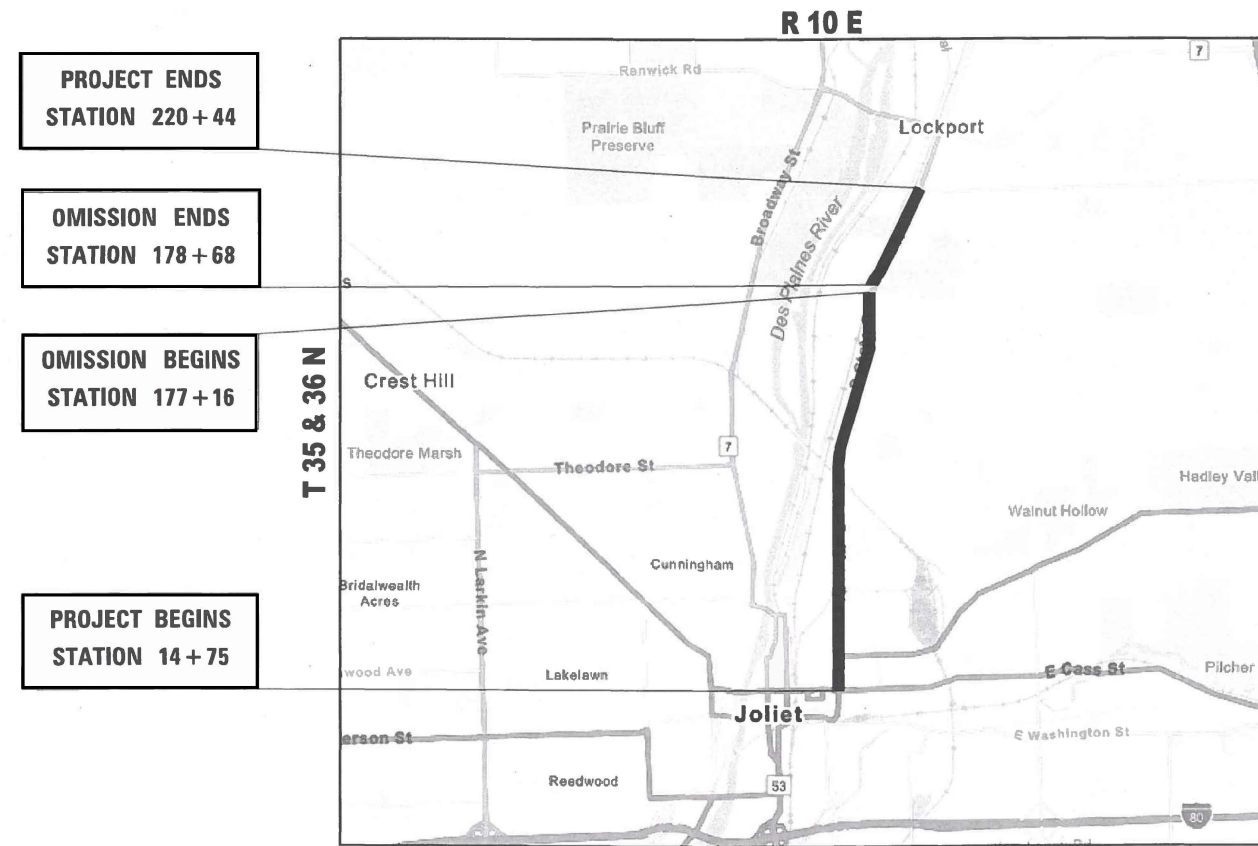 R 10 E
PROJECT ENDS
STATION 220+44
OMISSION ENDS
STATION 178+68
OMISSION BEGINS
STATION 177+16
PROJECT BEGINS
STATION 14+75
T 35 & 36 N
7
Renwick Rd
Prairie Bluff
Preserve
Lockport
Broadway St
Des Plaines River
s
Crest Hill
7
Theodore Marsh
Theodore St
Hadley Vall
Walnut Hollow
Cunningham
N Larkin Ave
Bridalwealth
Acres
wood Ave
Lakelawn
E Cass St
Pilcher
Joliet
erson St
E Washington St
Reedwood
53
80
Rd